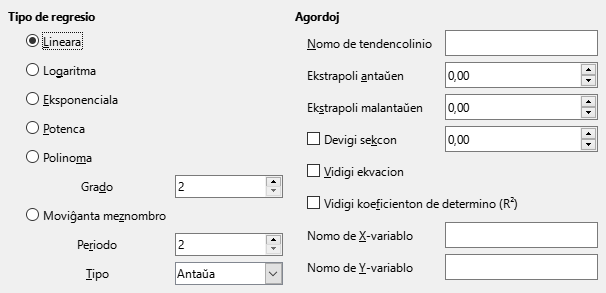 Tipo de regresio
Lineara
Logaritma
Eksponenciala
Potenca
Polinoma
Grado 2
Moviĝanta meznombro
Periodo 2
Tipo Antaŭa
Agordoj
Nomo de tendencolinio
Ekstrapoli antaŭen 0,00
Ekstrapoli malantaŭen 0,00
Devigi sekcon 0,00
Vidigi ekvacion
Vidigi koeficienton de determino (R²)
Nomo de X-variablo
Nomo de Y-variablo